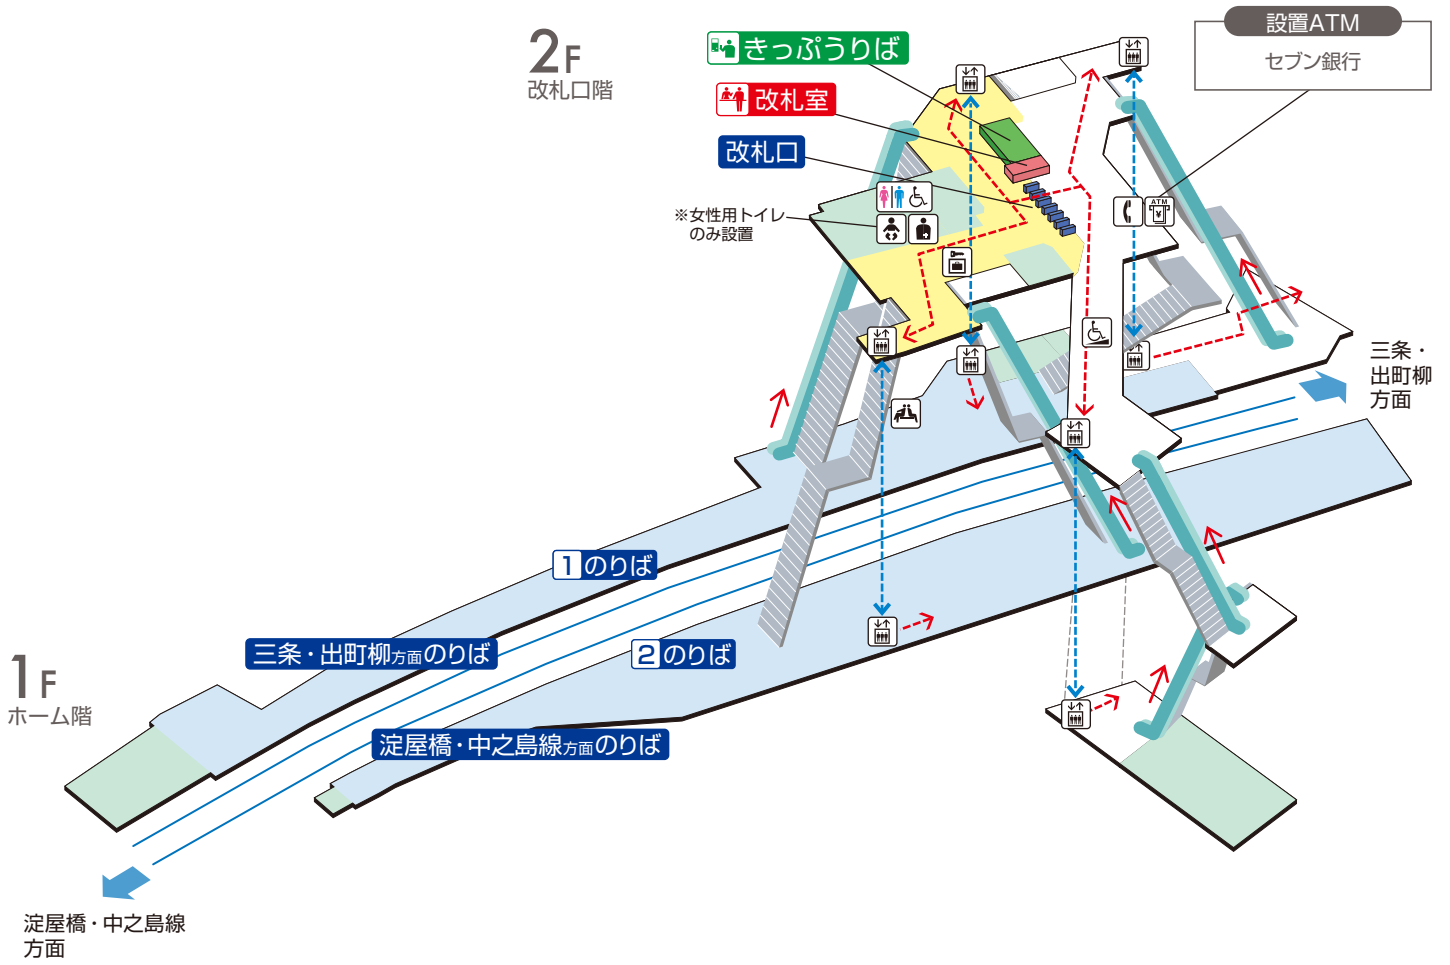 2F
改札口階
きっぷうりば
改札室
改札口
設置ATM
セブン銀行
※女性用トイレ
のみ設置
ATM
¥
三条・
出町柳
方面
1 のりば
三条・出町柳方面のりば
2 のりば
淀屋橋・中之島線方面のりば
1F
ホーム階
淀屋橋・中之島線
方面